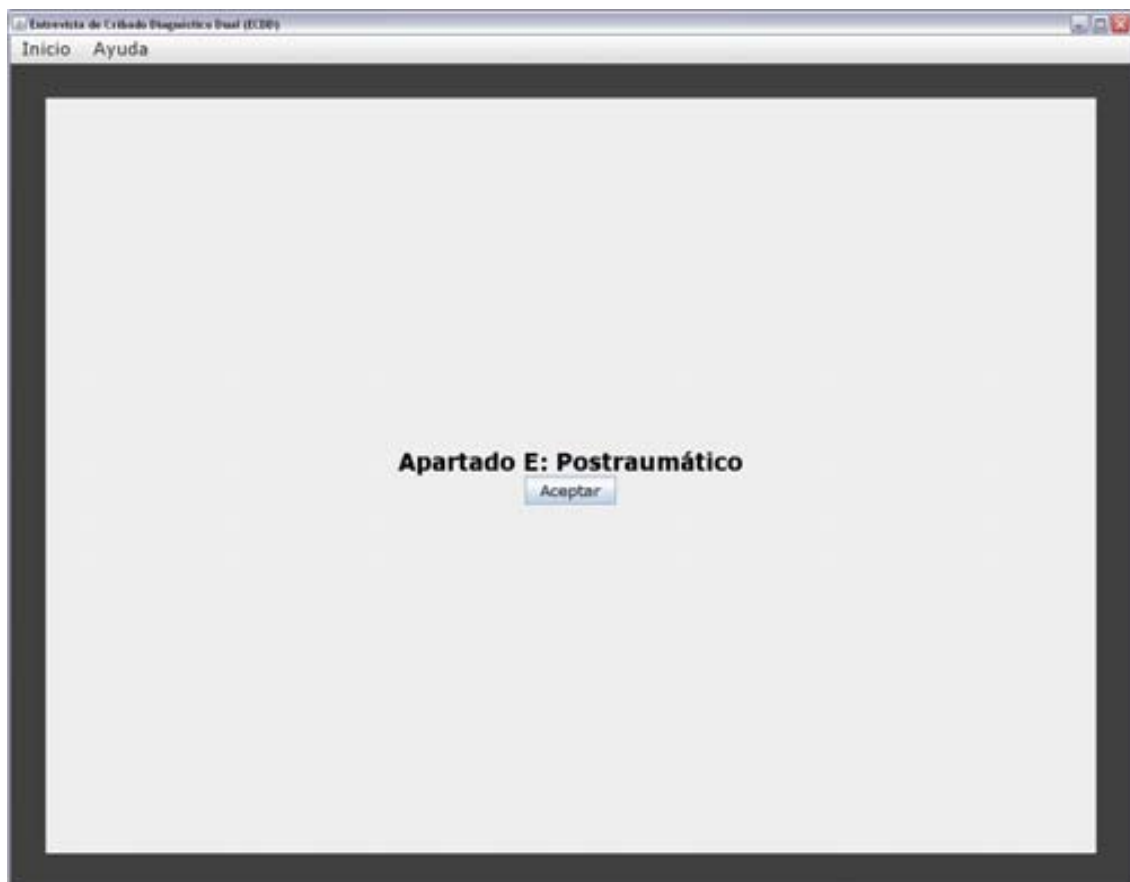 Entrevista de Cribado Diagnóstico Dual (ECDD)
Inicio Ayuda
Apartado E: Postraumático
Aceptar